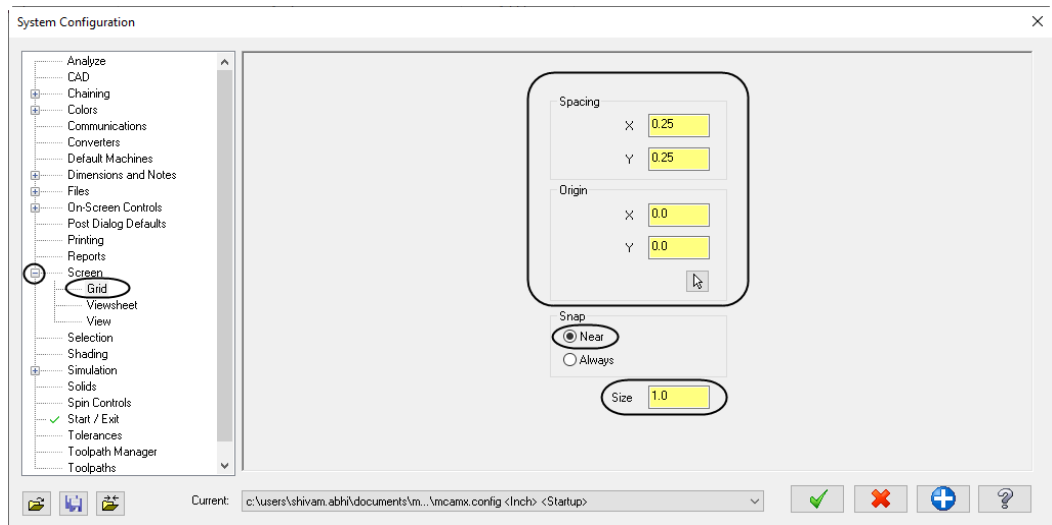 System Configuration
Analyze
CAD
Chaining
Colors
Communications
Converters
Default Machines
Dimensions and Notes
Files
On-Screen Controls
Post Dialog Defaults
Printing
Reports
Screen
Grid
Viewsheet
View
Selection
Shading
Simulation
Solids
Spin Controls
Start / Exit
Tolerances
Toolpath Manager
Toolpaths
Spacing
X 0.25
Y 0.25
Origin
X 0.0
Y 0.0
Snap
Near
Always
Size 1.0
Current: c:\users\shivam.abhi\documents\m...\mcamx.config <Inch> <Startup>